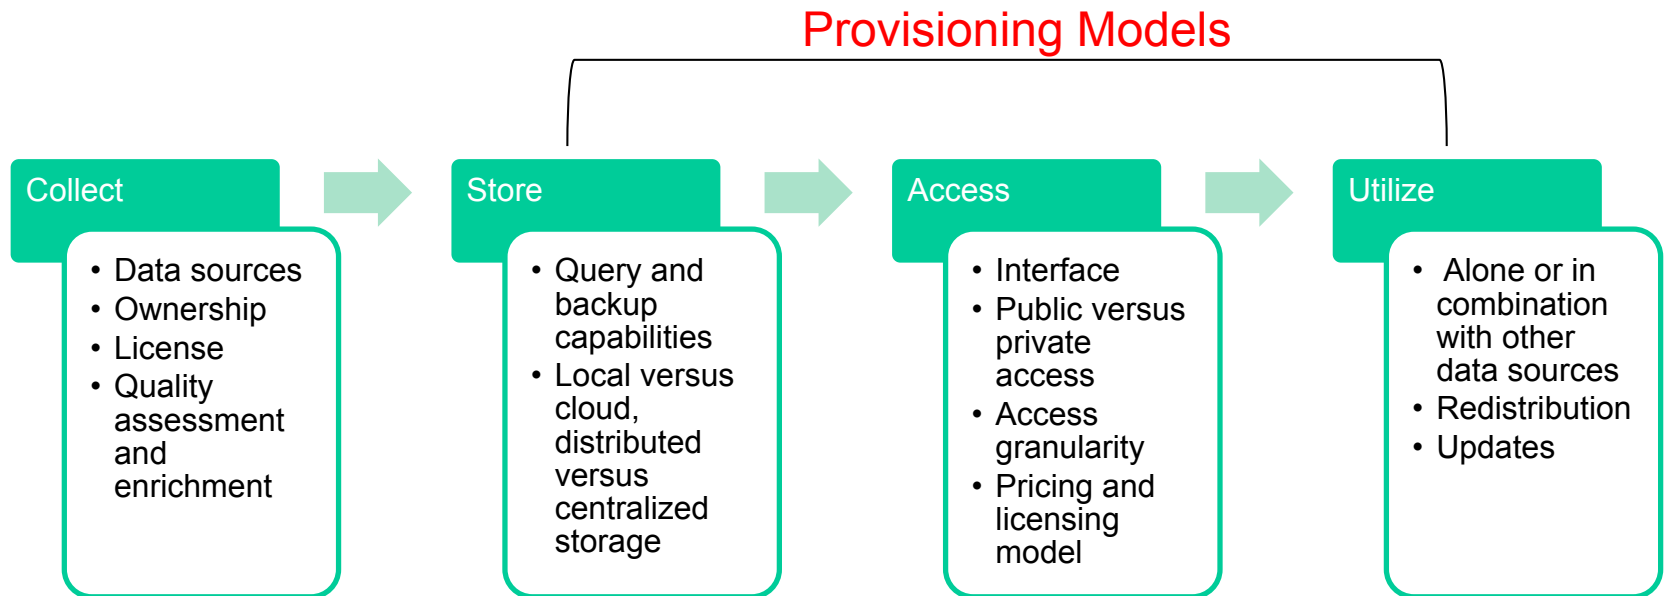 Provisioning Models
Collect
• Data sources
• Ownership
• License
• Quality
assessment
and
enrichment
Store
• Query and
backup
capabilities
• Local versus
cloud,
distributed
versus
centralized
storage
Access
• Interface
• Public versus
private
access
• Access
granularity
• Pricing and
licensing
model
Utilize
• Alone or in
combination
with other
data sources
• Redistribution
• Updates